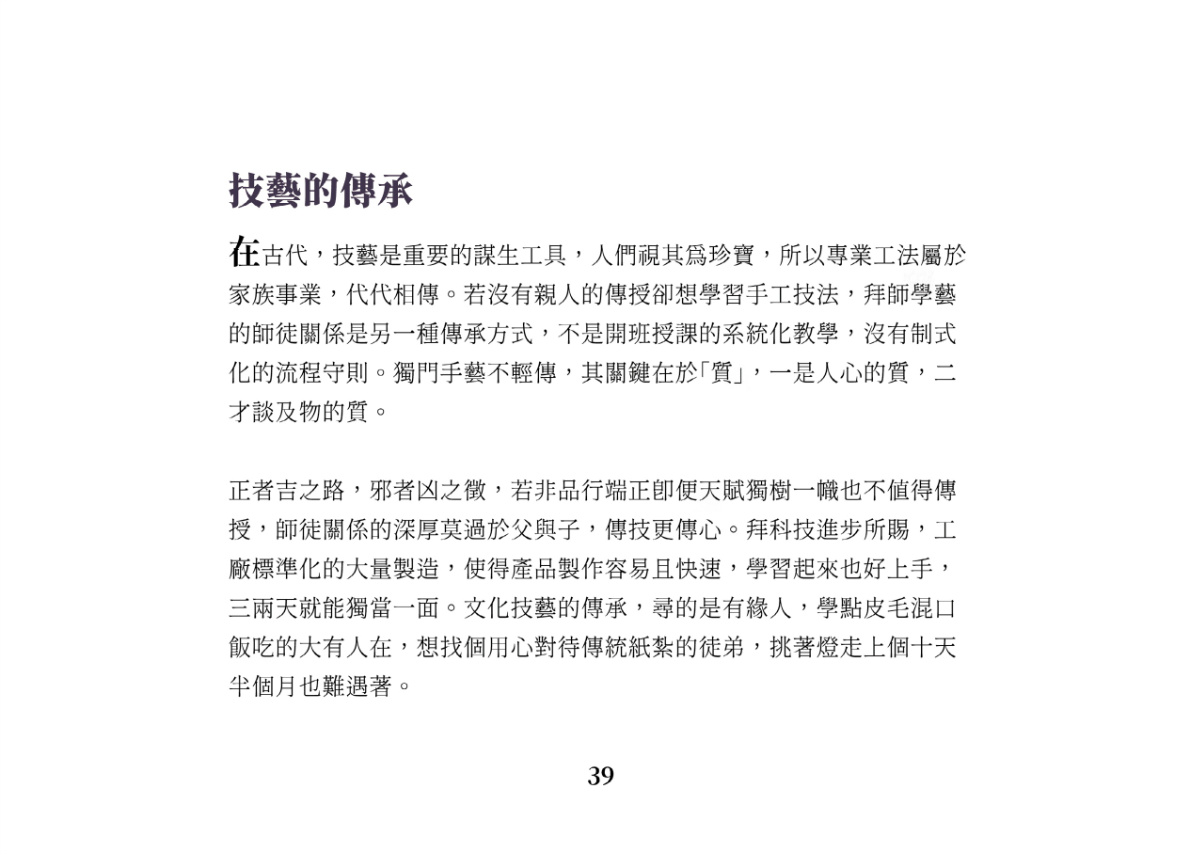 技藝的傳承
在古代，技藝是重要的謀生工具，人們視其爲珍寶，所以專業工法屬於
家族事業，代代相傳。若沒有親人的傳授卻想學習手工技法，拜師學藝
的師徒關係是另一種傳承方式，不是開班授課的系統化教學，沒有制式
化的流程守則。獨門手藝不輕傳，其關鍵在於「質」，一是人心的質，二
才談及物的質。
正者吉之路，邪者凶之徵，若非品行端正卽便天賦獨樹一幟也不值得傳
授，師徒關係的深厚莫過於父與子，傳技更傳心。拜科技進步所賜，工
廠標準化的大量製造，使得產品製作容易且快速，學習起來也好上手，
三兩天就能獨當一面。文化技藝的傳承，尋的是有緣人，學點皮毛混口
飯吃的大有人在，想找個用心對待傳統紙紮的徒弟，挑著燈走上個十天
半個月也難遇著。
39